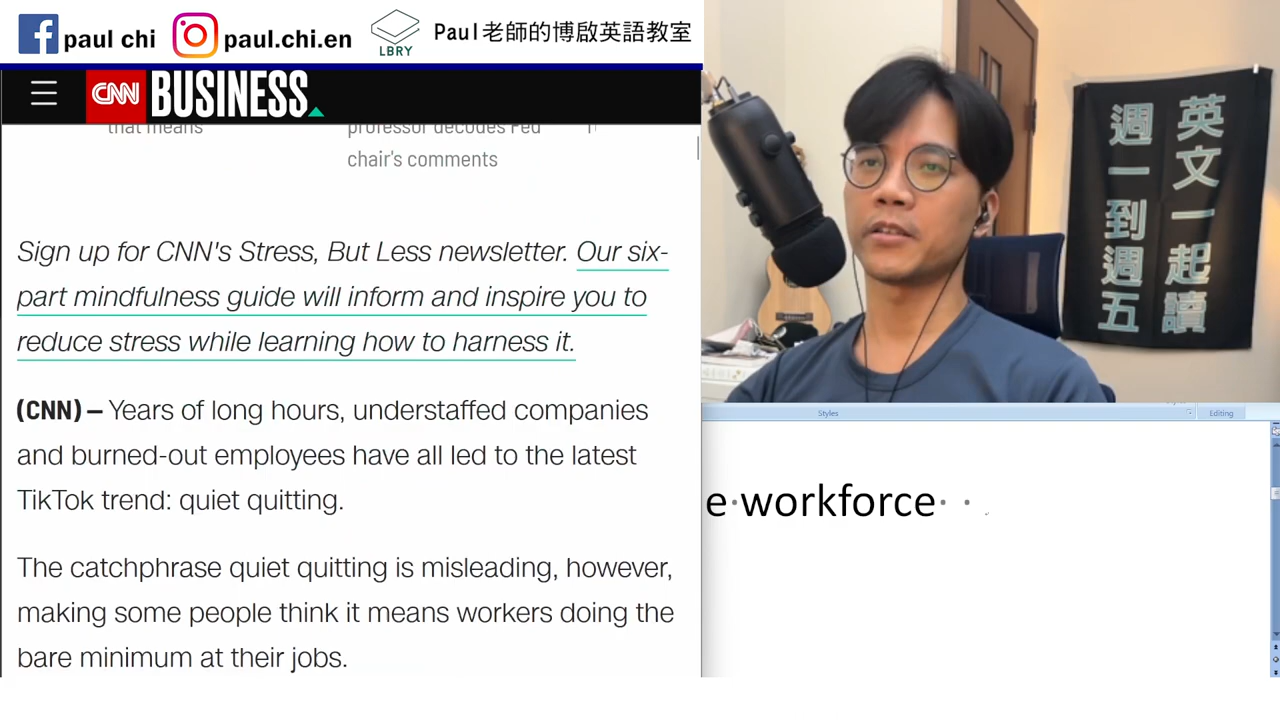 paul chi
paul.chi.en
LBRY
Paul老師的博啟英語教室
CNN BUSINESS
that means
professor decodes Fed
chair's comments
Sign up for CNN's Stress, But Less newsletter. Our six-
part mindfulness guide will inform and inspire you to
reduce stress while learning how to harness it.
(CNN) — Years of long hours, understaffed companies
and burned-out employees have all led to the latest
TikTok trend: quiet quitting.
The catchphrase quiet quitting is misleading, however,
making some people think it means workers doing the
bare minimum at their jobs.
英文一起讀
週一到週五
Styles
Editing
e workforce